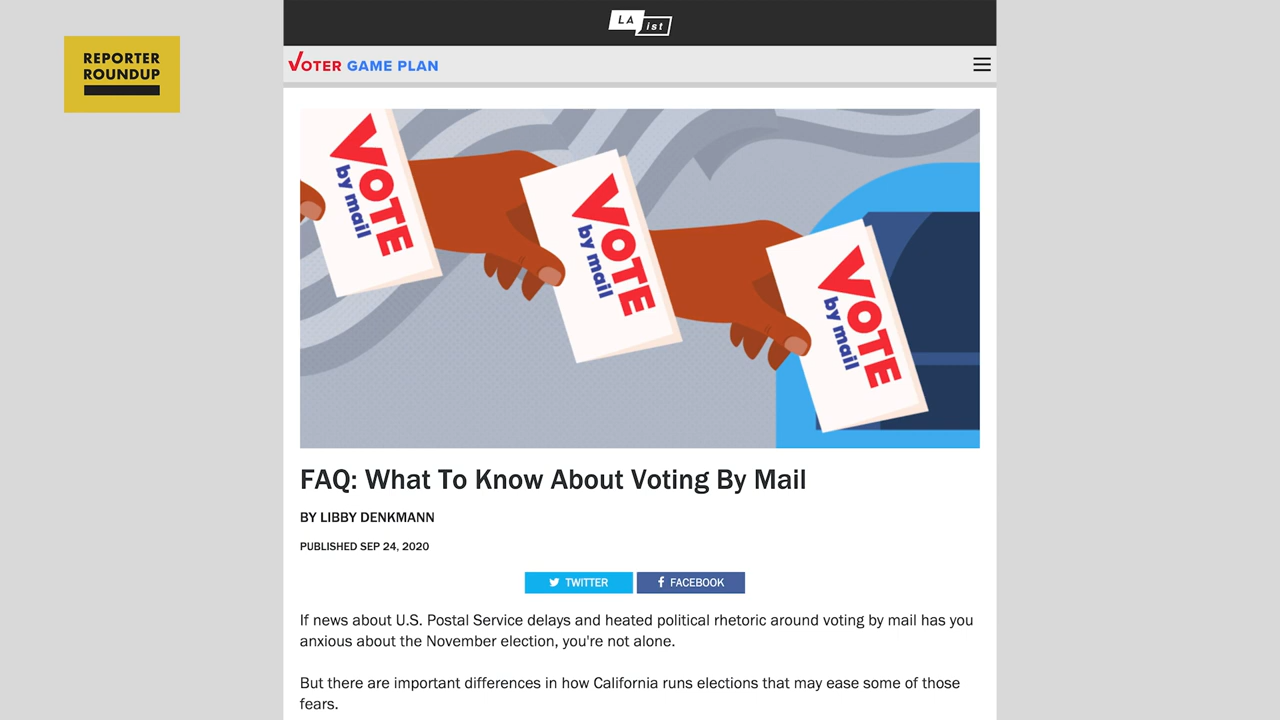 REPORTER
ROUNDUP
LA
ist
VOTER GAME PLAN
VOTE
by mail
VOTE
by mail
VOTE
by mail
FAQ: What To Know About Voting By Mail
BY LIBBY DENKMANN
PUBLISHED SEP 24, 2020
TWITTER
FACEBOOK
If news about U.S. Postal Service delays and heated political rhetoric around voting by mail has you
anxious about the November election, you're not alone.
But there are important differences in how California runs elections that may ease some of those
fears.